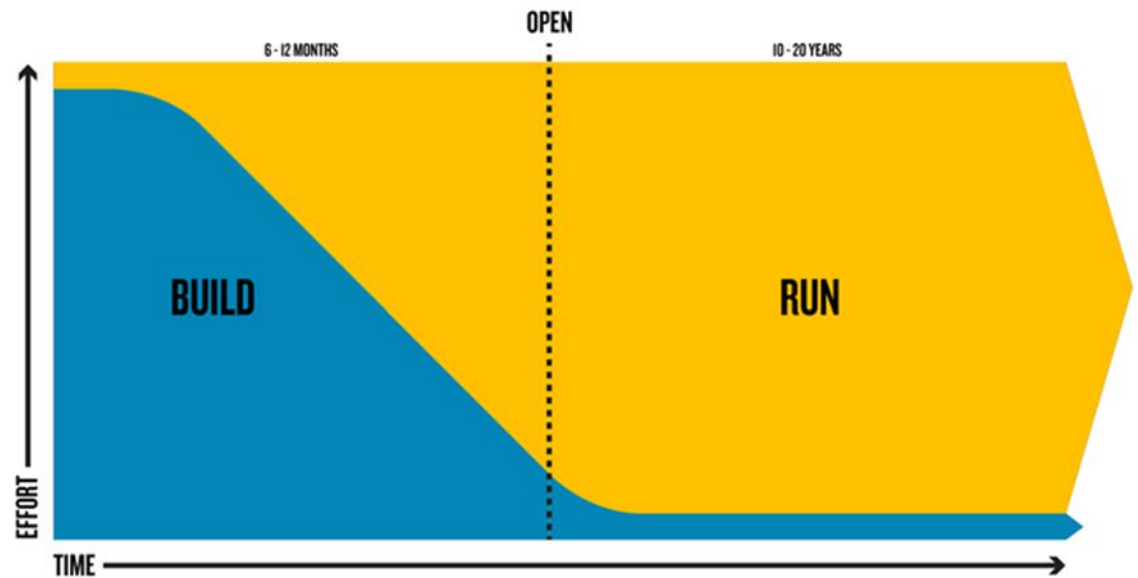 OPEN
6 - 12 MONTHS
10 - 20 YEARS
BUILD
RUN
EFFORT
TIME